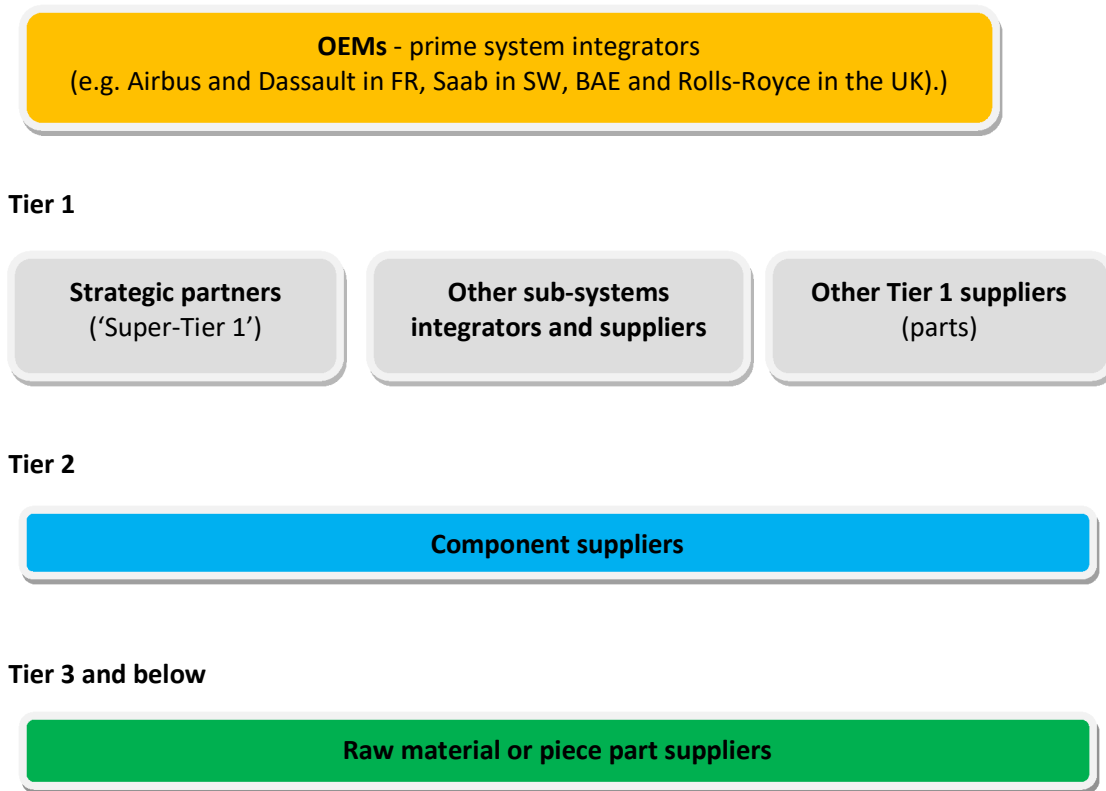 OEMs - prime system integrators
(e.g. Airbus and Dassault in FR, Saab in SW, BAE and Rolls-Royce in the UK).)
Tier 1
Strategic partners
(‘Super-Tier 1’)
Other sub-systems
integrators and suppliers
Other Tier 1 suppliers
(parts)
Tier 2
Component suppliers
Tier 3 and below
Raw material or piece part suppliers